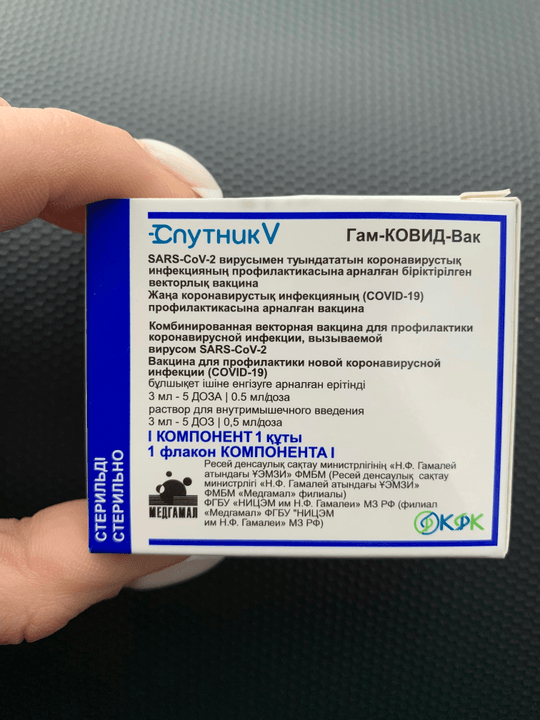 Спутник V
Гам-КОВИД-Вак
SARS-CoV-2 вирусымен туындататын коронавирустық
инфекцияның профилактикасына арналған біріктірілген
векторлық вакцина
Жаңа коронавирустық инфекцияның (COVID-19)
профилактикасына арналған вакцина
Комбинированная векторная вакцина для профилактики
коронавирусной инфекции, вызываемой
вирусом SARS-CoV-2
Вакцина для профилактики новой коронавирусной
инфекции (COVID-19)
бұлшықет ішіне енгізуге арналған ерітінді
3 мл - 5 ДОЗА | 0.5 мл/доза
раствор для внутримышечного введения
3 мл - 5 ДОЗ | 0,5 мл/доза
I КОМПОНЕНТ 1 құты
1 флакон КОМПОНЕНТА I
Ресей денсаулық сақтау министрлігінің «Н.Ф. Гамалей
атындағы ҰЭМЗИ» ФМБМ (Ресей денсаулық сақтау
министрлігі «Н.Ф. Гамалей атындағы ҰЭМЗИ»
ФМБМ «Медгамал» филиалы)
ФГБУ «НИЦЭМ им Н.Ф. Гамалеи» МЗ РФ (филиал
«Медгамал» ФГБУ "НИЦЭМ
им Н.Ф. Гамалеи» МЗ РФ)
МЕДГАМАЛ
КФК
СТЕРИЛЬДІ
СТЕРИЛЬНО